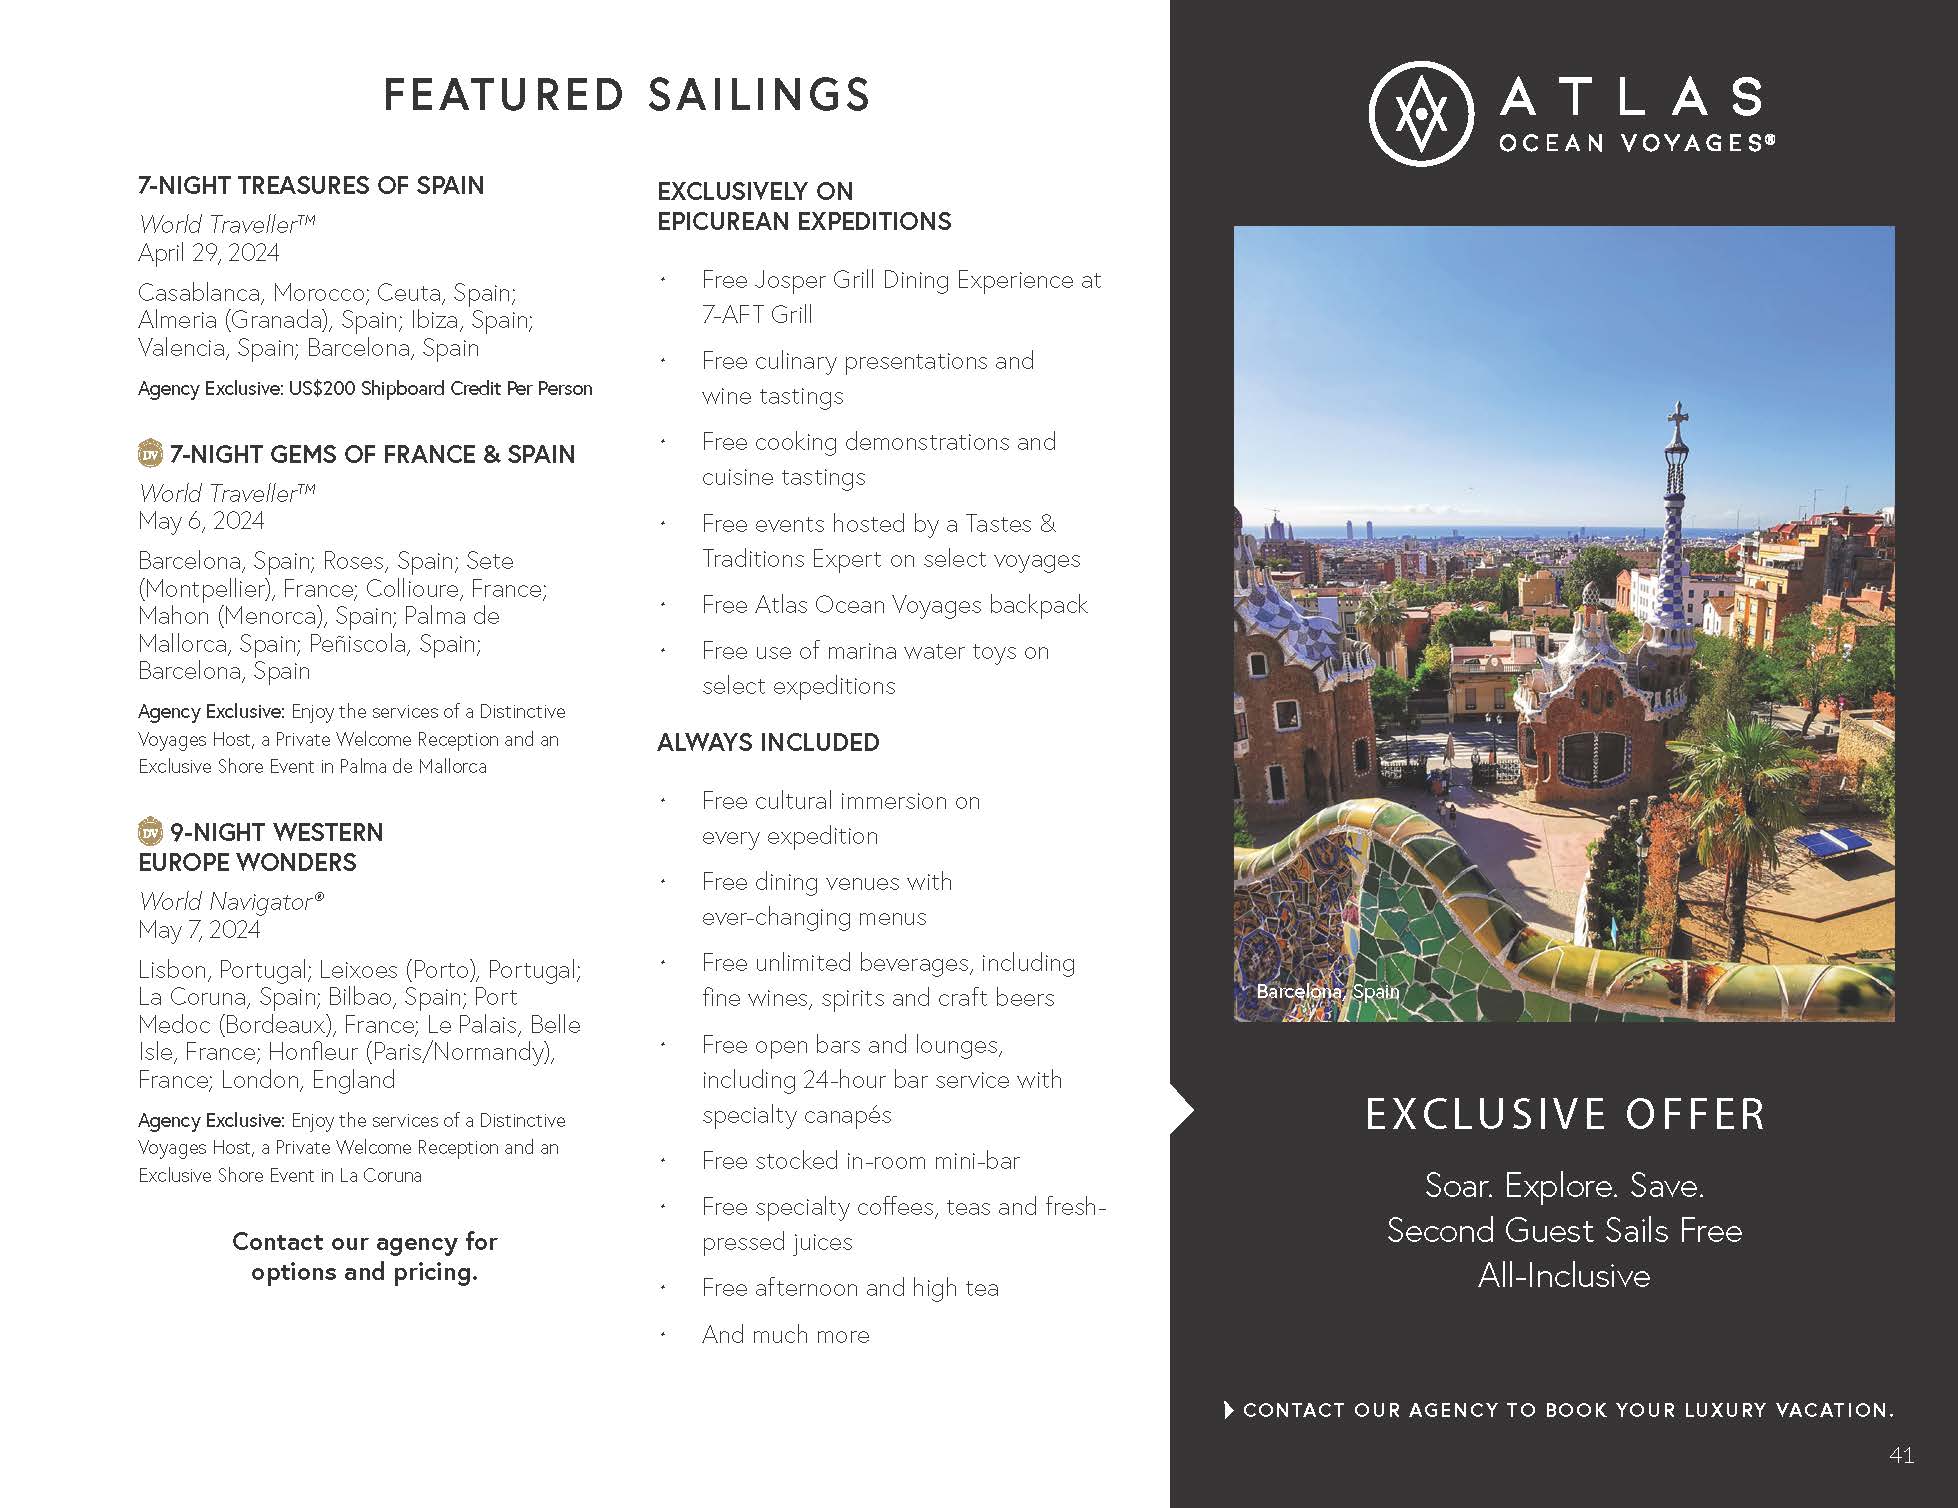 FEATURED SAILINGS
7-NIGHT TREASURES OF SPAIN
World Traveller™
April 29, 2024
Casablanca, Morocco; Ceuta, Spain;
Almeria (Granada), Spain; Ibiza, Spain;
Valencia, Spain; Barcelona, Spain
Agency Exclusive: US$200 Shipboard Credit Per Person
DV 7-NIGHT GEMS OF FRANCE & SPAIN
World Traveller™
May 6, 2024
Barcelona, Spain; Roses, Spain; Sete
(Montpellier), France; Collioure, France;
Mahon (Menorca), Spain; Palma de
Mallorca, Spain; Peñiscola, Spain;
Barcelona, Spain
Agency Exclusive: Enjoy the services of a Distinctive
Voyages Host, a Private Welcome Reception and an
Exclusive Shore Event in Palma de Mallorca
DV 9-NIGHT WESTERN
EUROPE WONDERS
World Navigator®
May 7, 2024
Lisbon, Portugal; Leixoes (Porto), Portugal;
La Coruna, Spain; Bilbao, Spain; Port
Medoc (Bordeaux), France; Le Palais, Belle
Isle, France; Honfleur (Paris/Normandy),
France; London, England
Agency Exclusive: Enjoy the services of a Distinctive
Voyages Host, a Private Welcome Reception and an
Exclusive Shore Event in La Coruna
Contact our agency for
options and pricing.
EXCLUSIVELY ON
EPICUREAN EXPEDITIONS
• Free Josper Grill Dining Experience at
7-AFT Grill
• Free culinary presentations and
wine tastings
• Free cooking demonstrations and
cuisine tastings
• Free events hosted by a Tastes &
Traditions Expert on select voyages
• Free Atlas Ocean Voyages backpack
• Free use of marina water toys on
select expeditions
ALWAYS INCLUDED
• Free cultural immersion on
every expedition
• Free dining venues with
ever-changing menus
• Free unlimited beverages, including
fine wines, spirits and craft beers
• Free open bars and lounges,
including 24-hour bar service with
specialty canapés
• Free stocked in-room mini-bar
• Free specialty coffees, teas and fresh-
pressed juices
• Free afternoon and high tea
• And much more
ATLAS
OCEAN VOYAGES®
Barcelona, Spain
EXCLUSIVE OFFER
Soar. Explore. Save.
Second Guest Sails Free
All-Inclusive
CONTACT OUR AGENCY TO BOOK YOUR LUXURY VACATION.
41